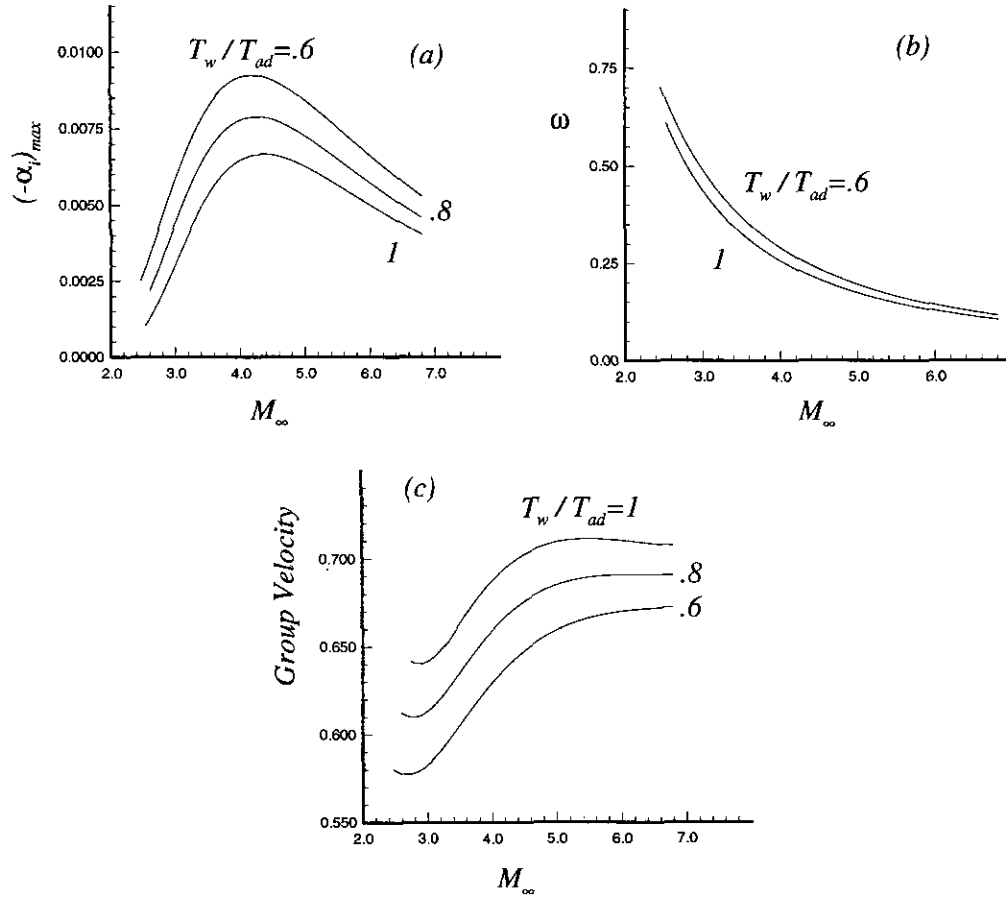 (a)
T_w / T_ad=.6
(-α_i)_max
0.0100
0.0075
0.0050
0.0025
0.0000
.8
1
2.0 3.0 4.0 5.0 6.0 7.0
M_∞
(b)
ω
0.75
0.50
0.25
0.00
T_w / T_ad=.6
1
2.0 3.0 4.0 5.0 6.0
M_∞
(c)
T_w / T_ad=1
Group Velocity
0.700
0.650
0.600
0.550
.8
.6
2.0 3.0 4.0 5.0 6.0 7.0
M_∞